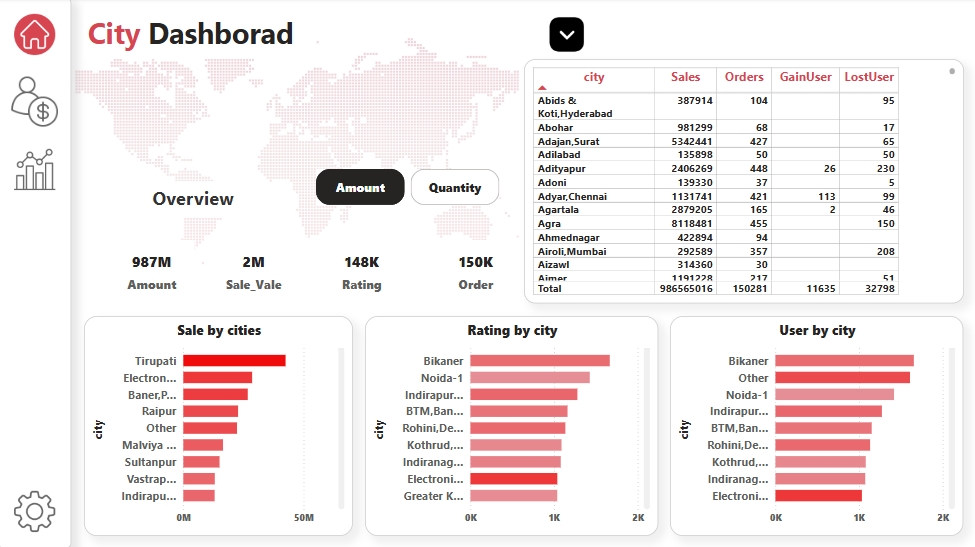 City Dashborad
Overview
Amount
Quantity
987M
2M
148K
150K
Amount
Sale_Vale
Rating
Order
city Sales Orders GainUser LostUser
Abids &
Koti,Hyderabad 387914 104 95
Abohar 981299 68 17
Adajan,Surat 5342441 427 65
Adilabad 135898 50 50
Adityapur 2406269 448 26 230
Adoni 139330 37 5
Adyar,Chennai 1131741 421 113 99
Agartala 2879205 165 2 46
Agra 8118481 455 150
Ahmednagar 422894 94
Airoli,Mumbai 292589 357 208
Aizawl 314360 30
Ajmer 1191228 217 51
Total 986565016 150281 11635 32798
Sale by cities
city
Tirupati
Electron...
Baner,P...
Raipur
Other
Malviya ...
Sultanpur
Vastrap...
Indirapu...
0M 50M
Rating by city
city
Bikaner
Noida-1
Indirapur...
BTM,Ban...
Rohini,De...
Kothrud,...
Indiranag...
Electroni...
Greater K...
0K 1K 2K
User by city
city
Bikaner
Other
Noida-1
Indirapur...
BTM,Ban...
Rohini,De...
Kothrud,...
Indiranag...
Electroni...
0K 1K 2K